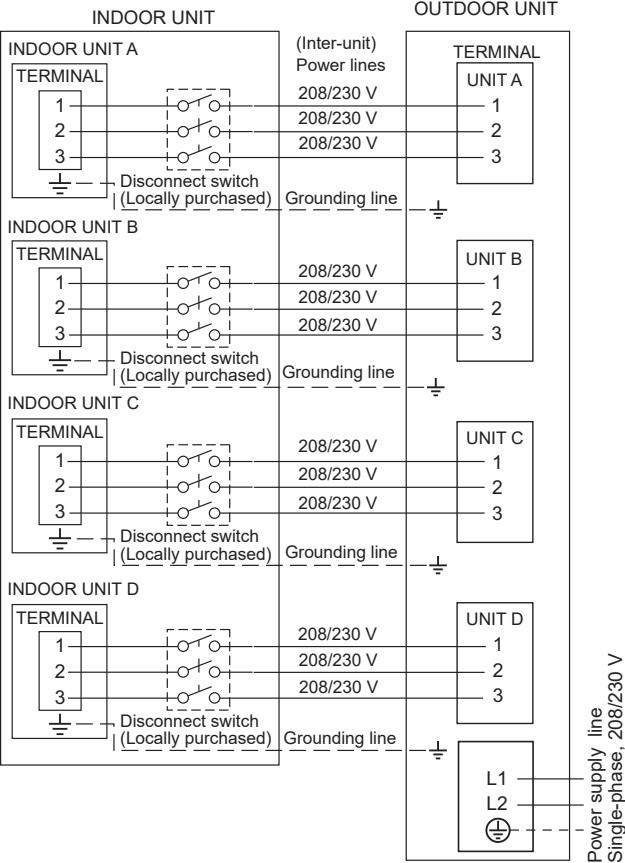 INDOOR UNIT
OUTDOOR UNIT
INDOOR UNIT A
(Inter-unit)
Power lines
TERMINAL
TERMINAL
UNIT A
1
208/230 V
1
2
208/230 V
2
3
208/230 V
3
Disconnect switch
(Locally purchased)
Grounding line
INDOOR UNIT B
TERMINAL
UNIT B
1
208/230 V
1
2
208/230 V
2
3
208/230 V
3
Disconnect switch
(Locally purchased)
Grounding line
INDOOR UNIT C
TERMINAL
UNIT C
1
208/230 V
1
2
208/230 V
2
3
208/230 V
3
Disconnect switch
(Locally purchased)
Grounding line
INDOOR UNIT D
TERMINAL
UNIT D
1
208/230 V
1
2
208/230 V
2
3
208/230 V
3
Disconnect switch
(Locally purchased)
Grounding line
L1
L2
Power supply line
Single-phase, 208/230 V